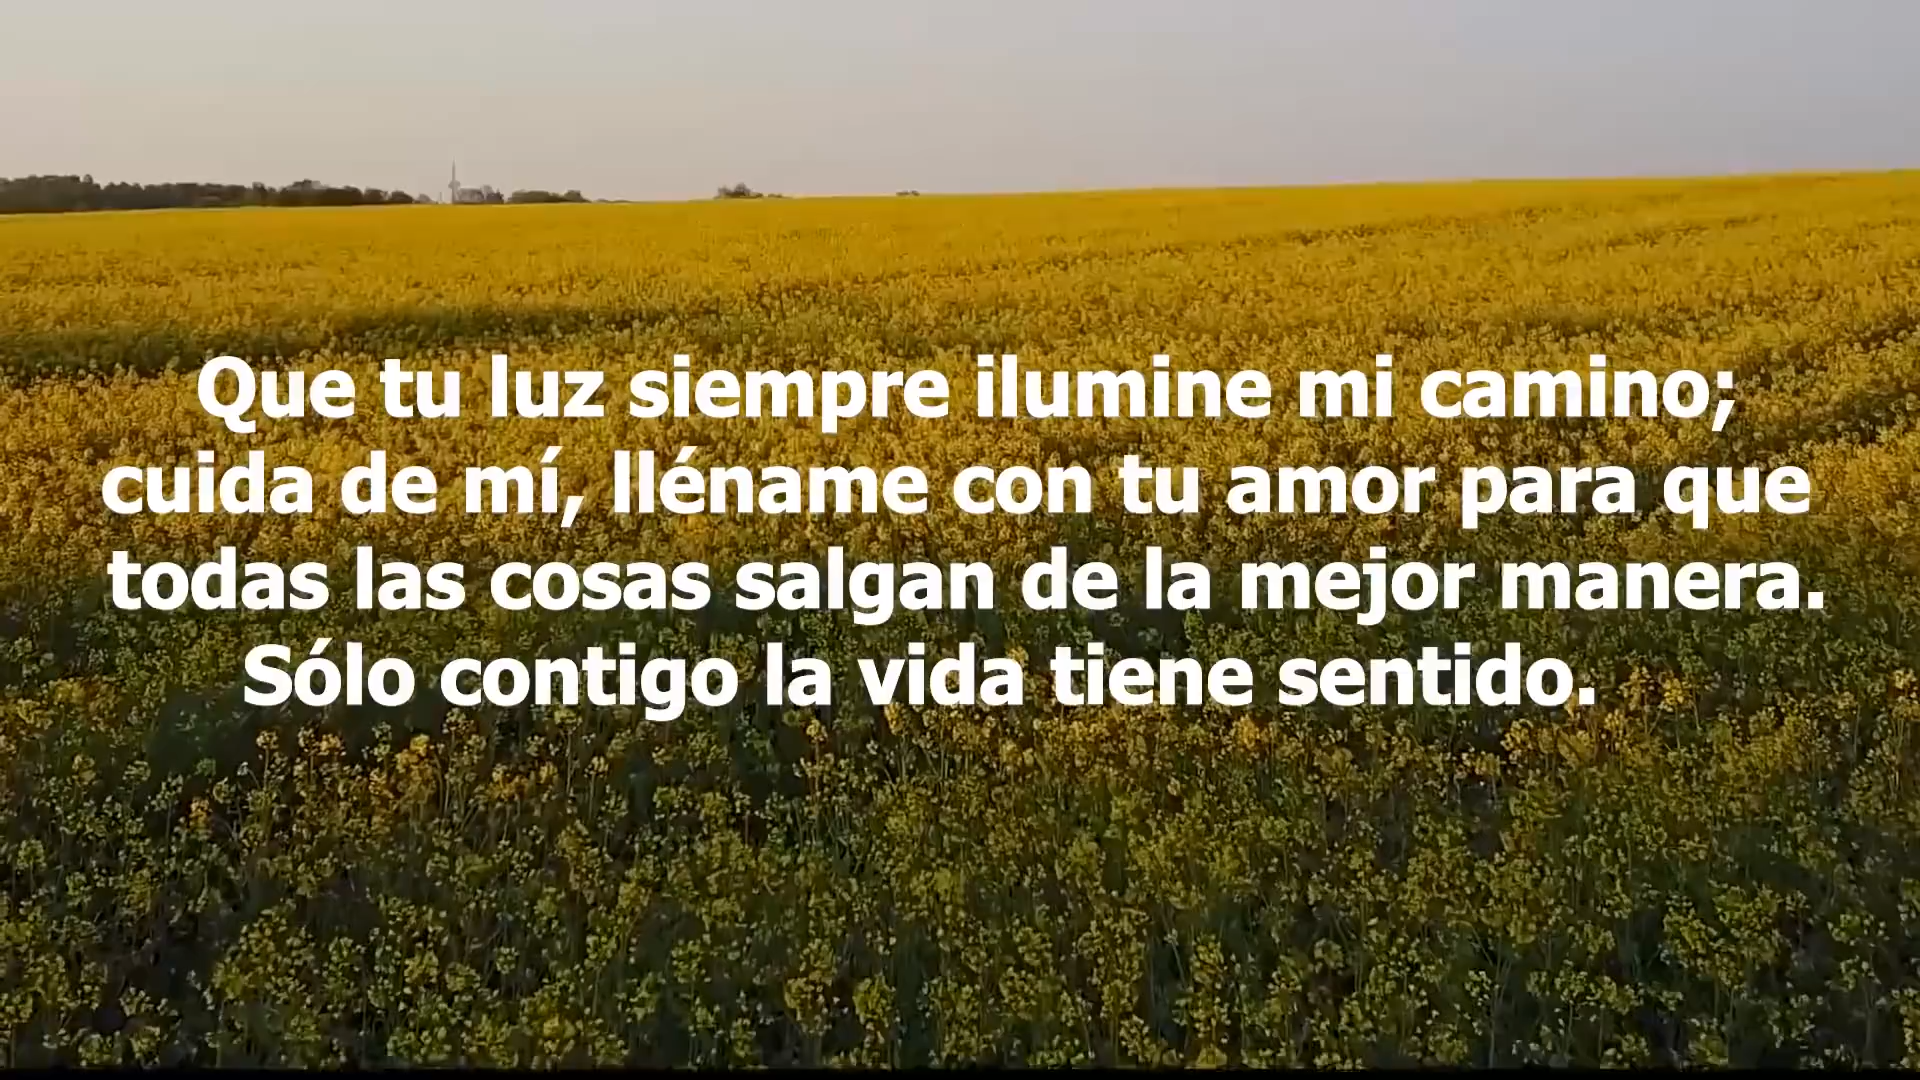 Que tu luz siempre ilumine mi camino;
cuida de mí, lléname con tu amor para que
todas las cosas salgan de la mejor manera.
Sólo contigo la vida tiene sentido.